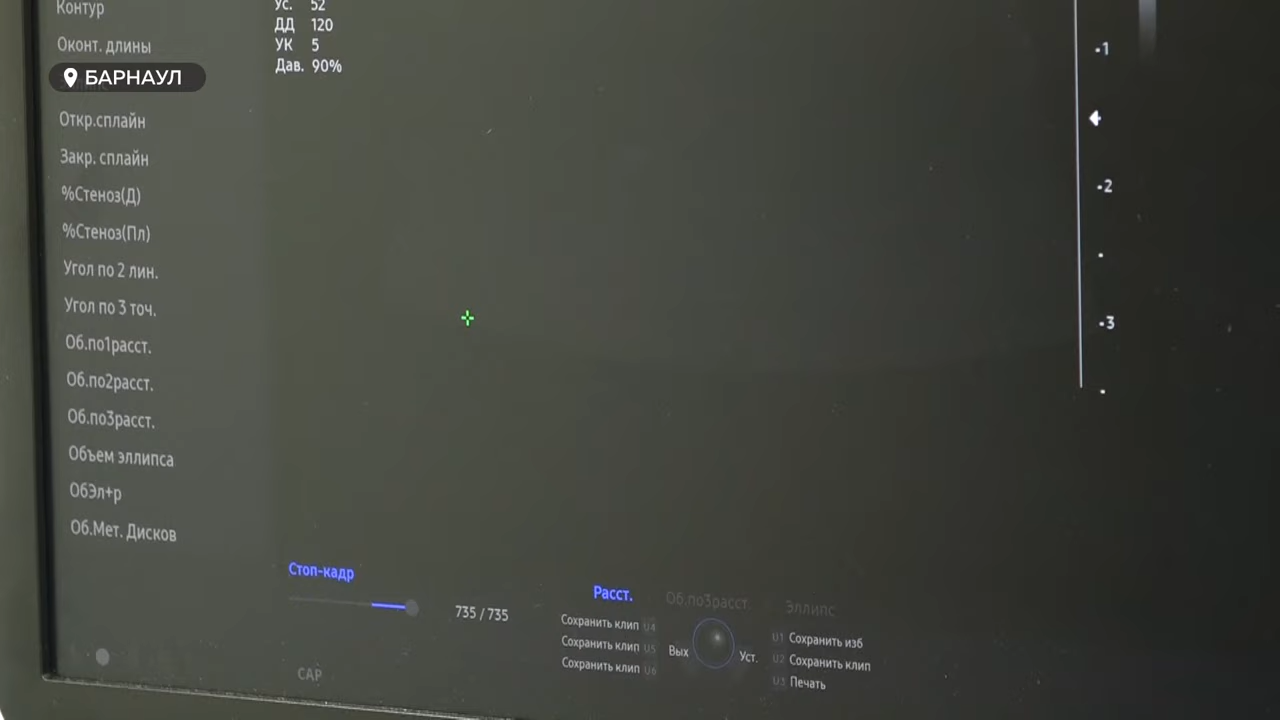 Контур
Оконт. длины
БАРНАУЛ
Откр.сплайн
Закр. сплайн
%Стеноз(Д)
%Стеноз(Пл)
Угол по 2 лин.
Угол по 3 точ.
Об.по1расст.
Об.по2расст.
Об.по3расст.
Объем эллипса
ОбЭл+р
Об.Мет. Дисков
Ус. 52
ДД 120
УК 5
Дав. 90%
-1
-2
-3
Стоп-кадр
735 / 735
CAP
Расст.
Об.по3расст.
Эллипс
Сохранить клип U4
Сохранить клип U5
Сохранить клип U6
Вых
Уст.
U1 Сохранить изб
U2 Сохранить клип
U3 Печать